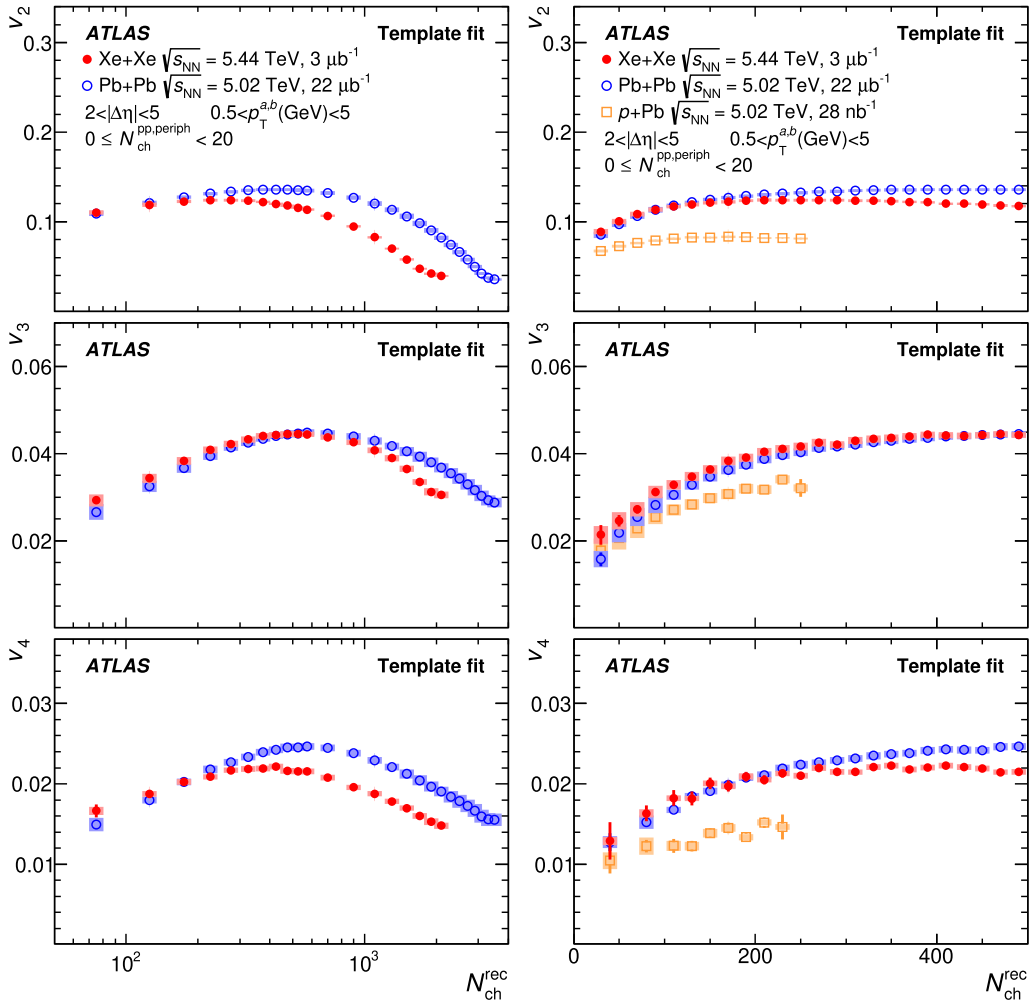 v2
0.3
0.2
0.1
ATLAS Template fit
Xe+Xe √sNN = 5.44 TeV, 3 μb-1
Pb+Pb √sNN = 5.02 TeV, 22 μb-1
2<|Δη|<5 0.5<pTa,b(GeV)<5
0 ≤ Nchpp,periph < 20
v2
0.3
0.2
0.1
ATLAS Template fit
Xe+Xe √sNN = 5.44 TeV, 3 μb-1
Pb+Pb √sNN = 5.02 TeV, 22 μb-1
p+Pb √sNN = 5.02 TeV, 28 nb-1
2<|Δη|<5 0.5<pTa,b(GeV)<5
0 ≤ Nchpp,periph < 20
v3
0.06
0.04
0.02
ATLAS Template fit
v3
0.06
0.04
0.02
ATLAS Template fit
v4
0.03
0.02
0.01
ATLAS Template fit
102 103
Nchrec
v4
0.03
0.02
0.01
ATLAS Template fit
0 200 400
Nchrec